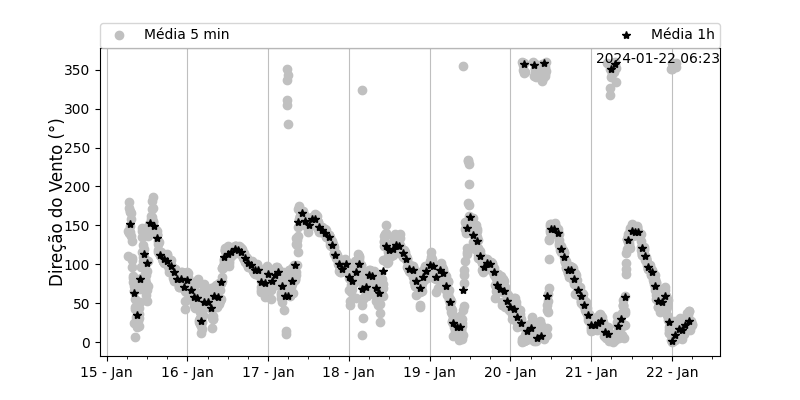 Média 5 min
Média 1h
2024-01-22 06:23
Direção do Vento (°)
350
300
250
200
150
100
50
0
15 - Jan
16 - Jan
17 - Jan
18 - Jan
19 - Jan
20 - Jan
21 - Jan
22 - Jan